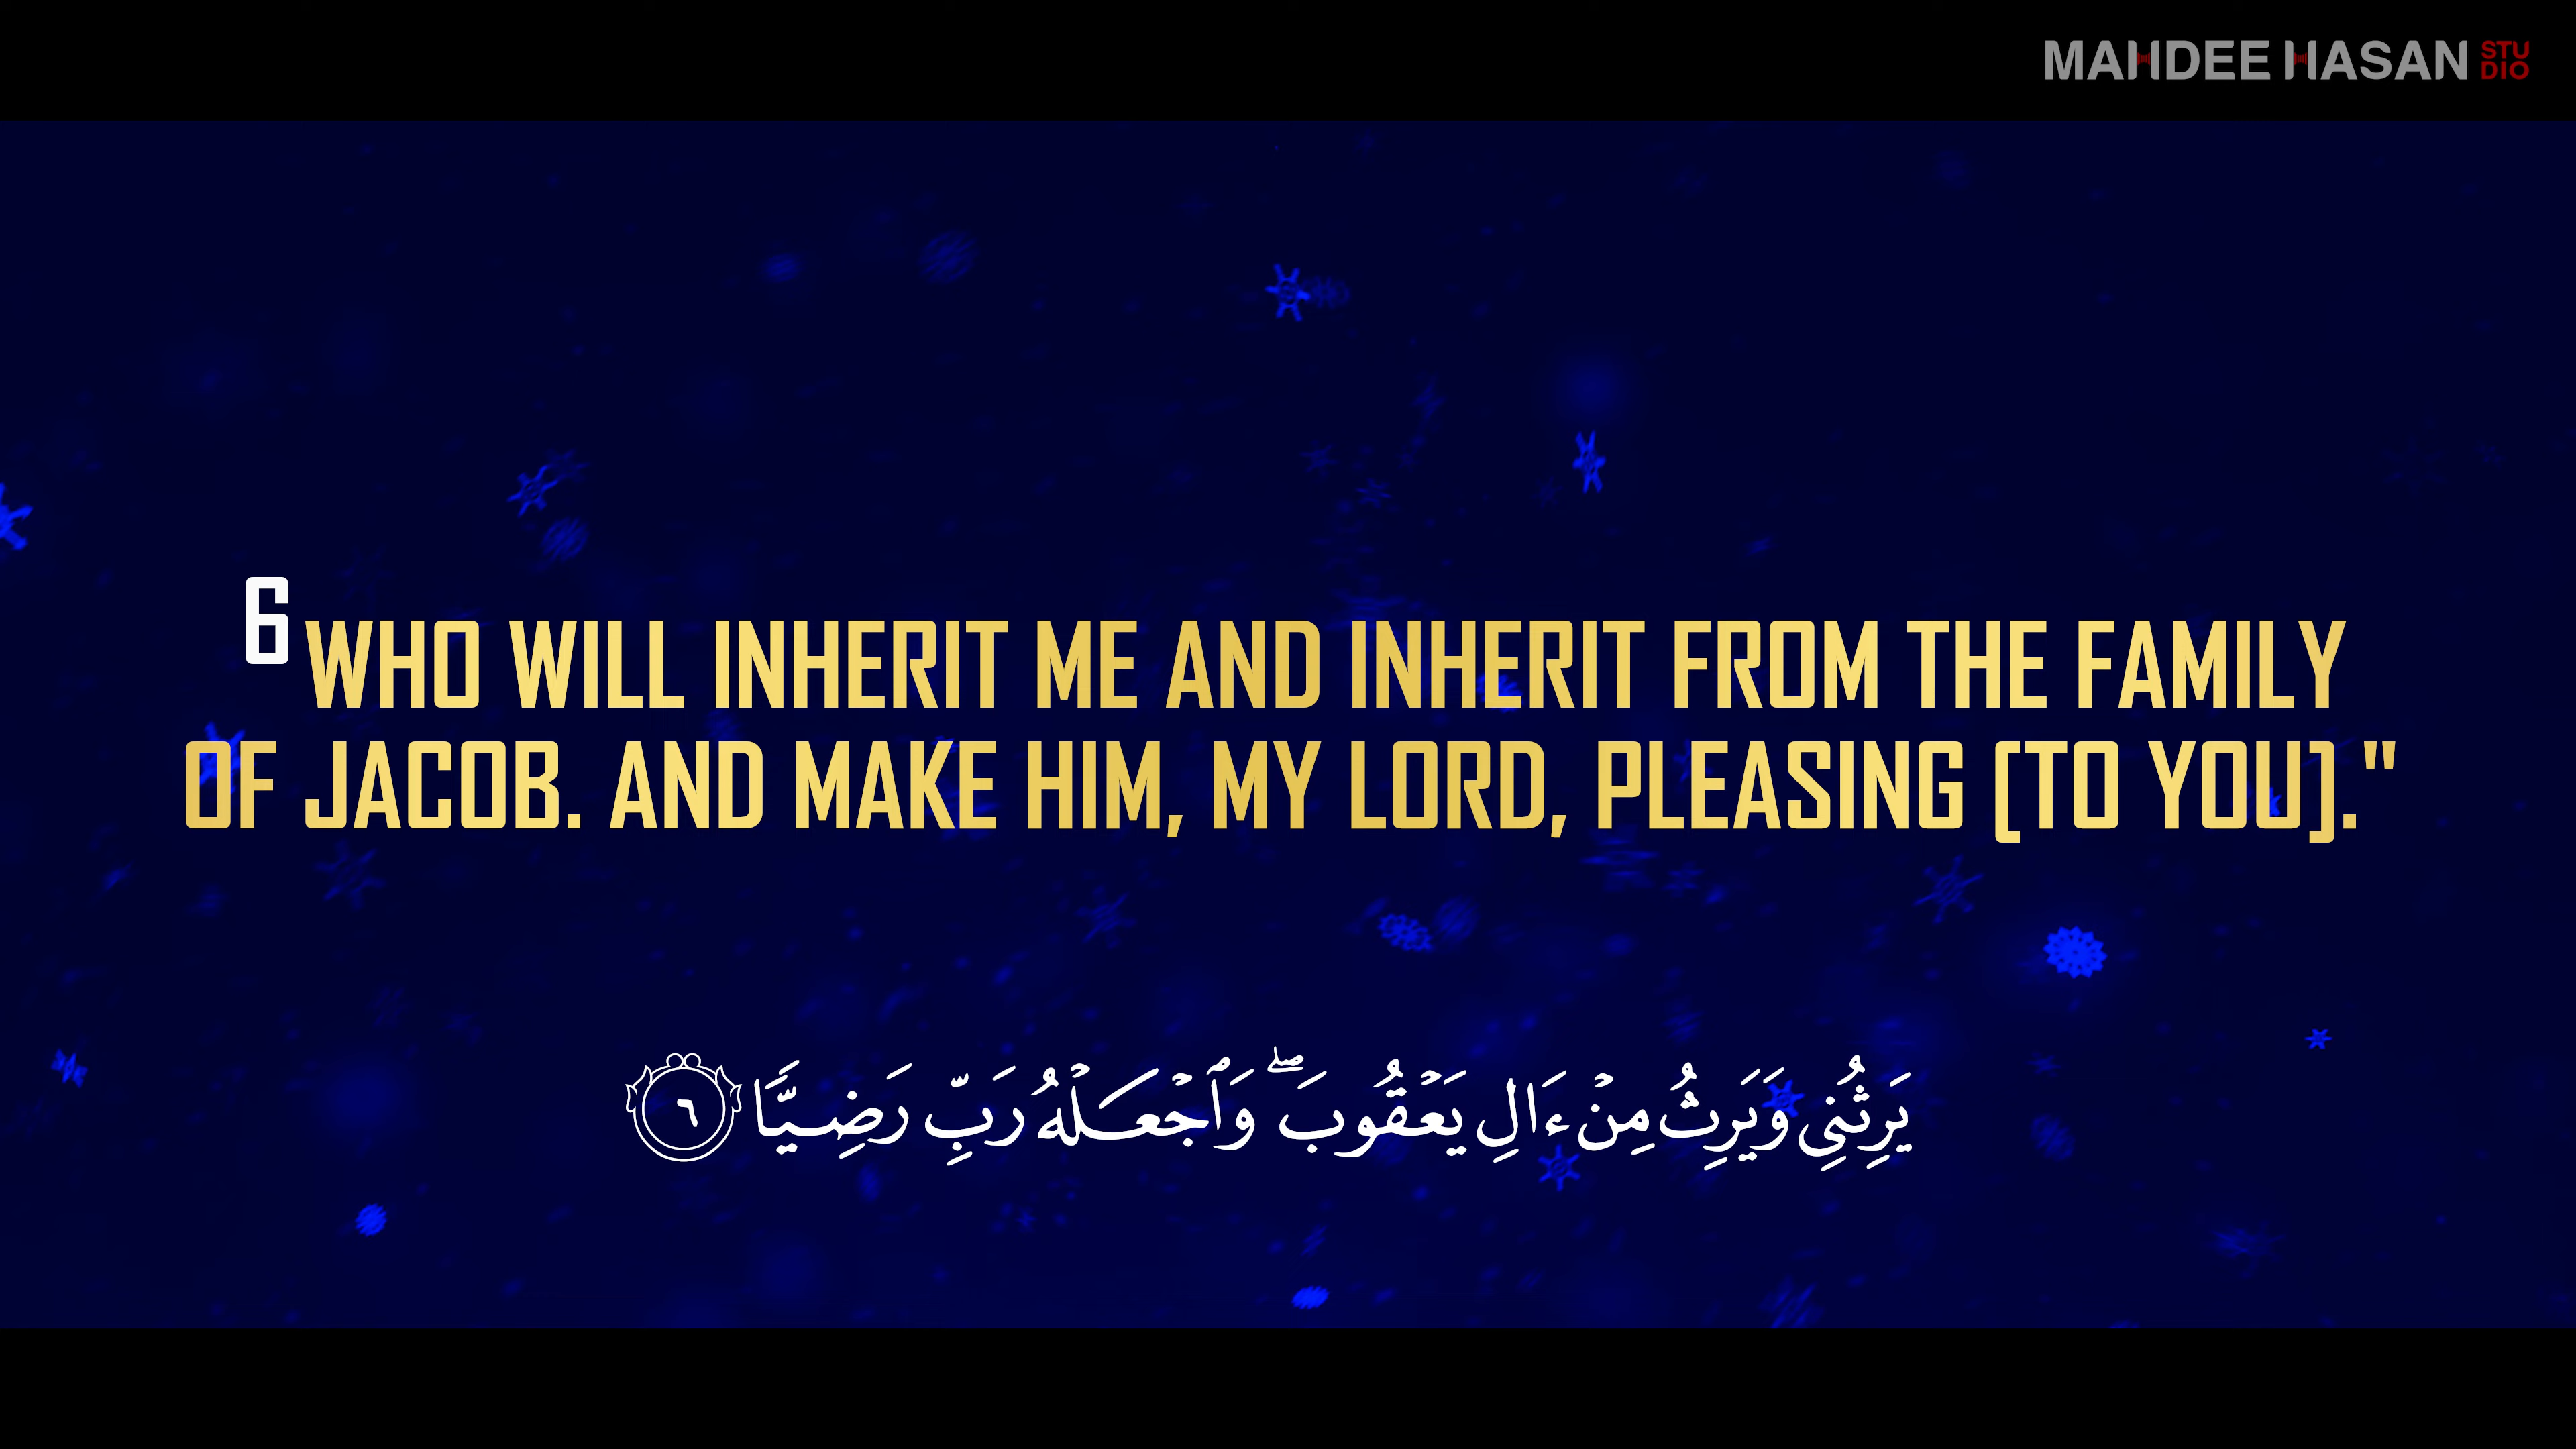 MAHDEE HASAN STUDIO
6 WHO WILL INHERIT ME AND INHERIT FROM THE FAMILY
OF JACOB. AND MAKE HIM, MY LORD, PLEASING [TO YOU]."
يَرِثُنِى وَيَرِثُ مِنْ ءَالِ يَعْقُوبَ ۖ وَٱجْعَلْهُ رَبِّ رَضِيًّا ٦